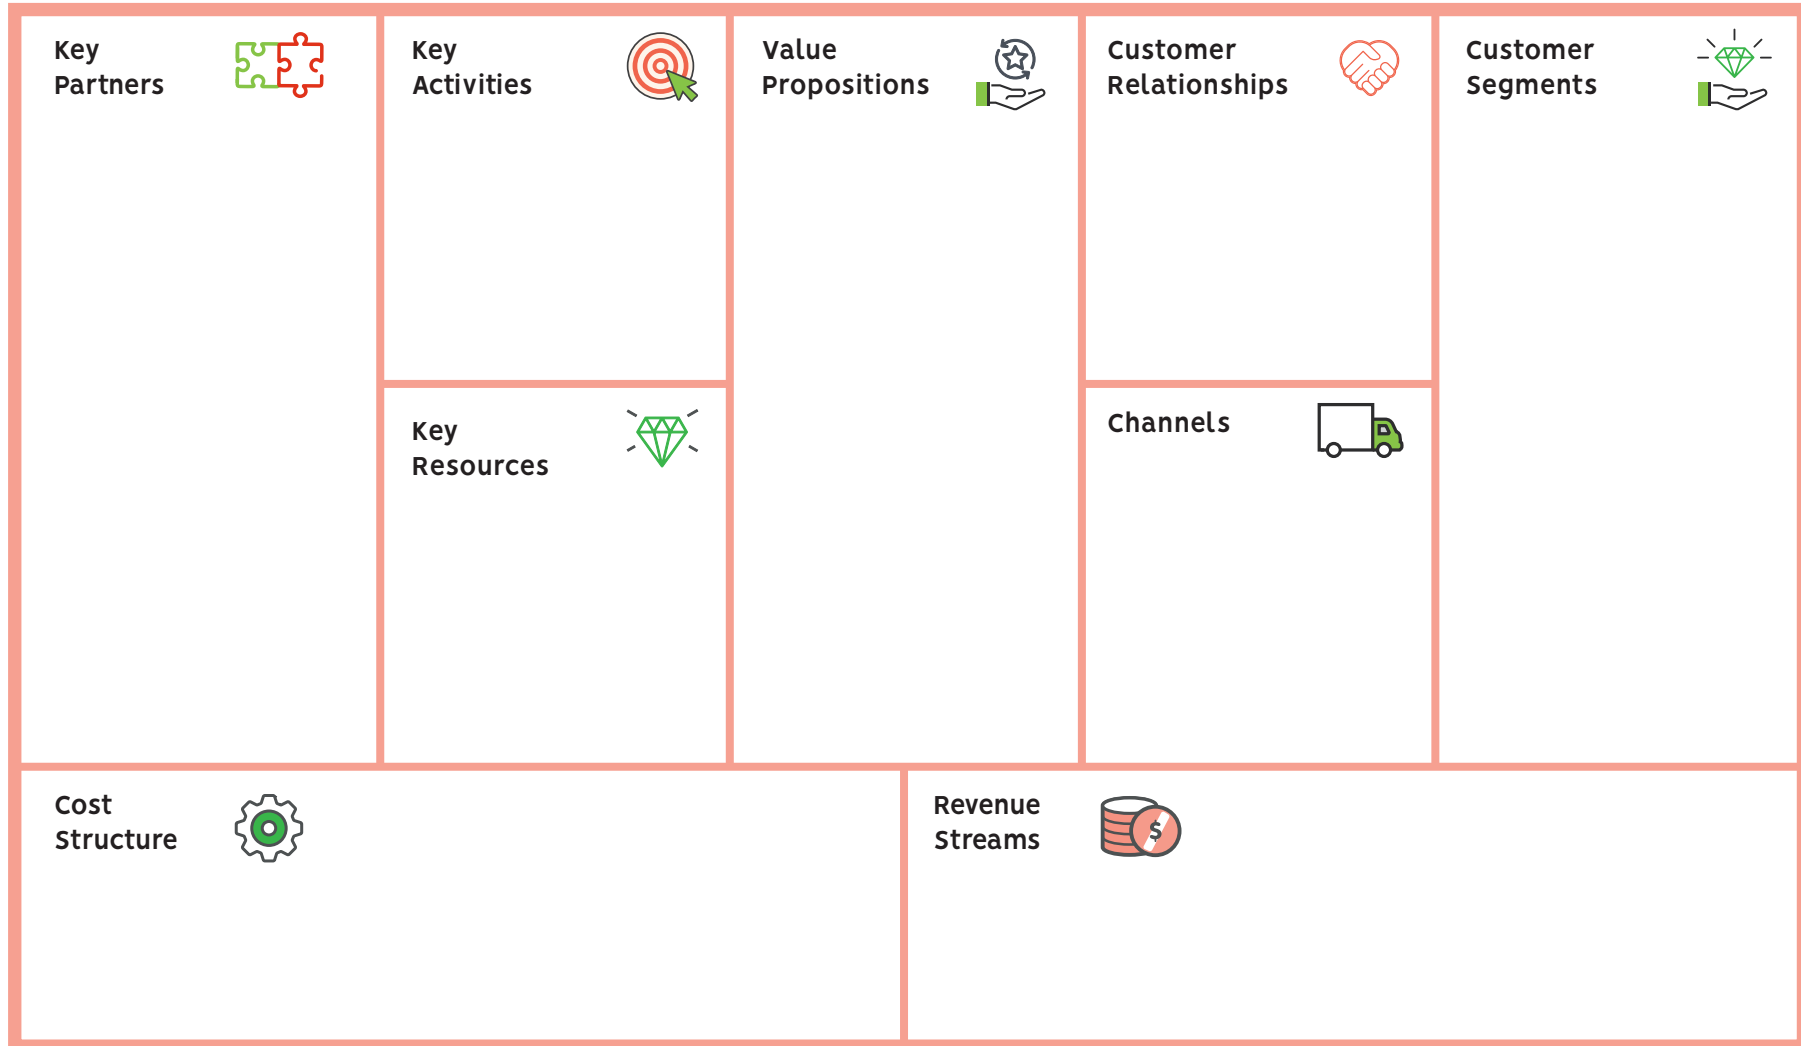 Key
Partners
Key
Activities
Value
Propositions
Customer
Relationships
Customer
Segments
Key
Resources
Channels
Cost
Structure
Revenue
Streams
$